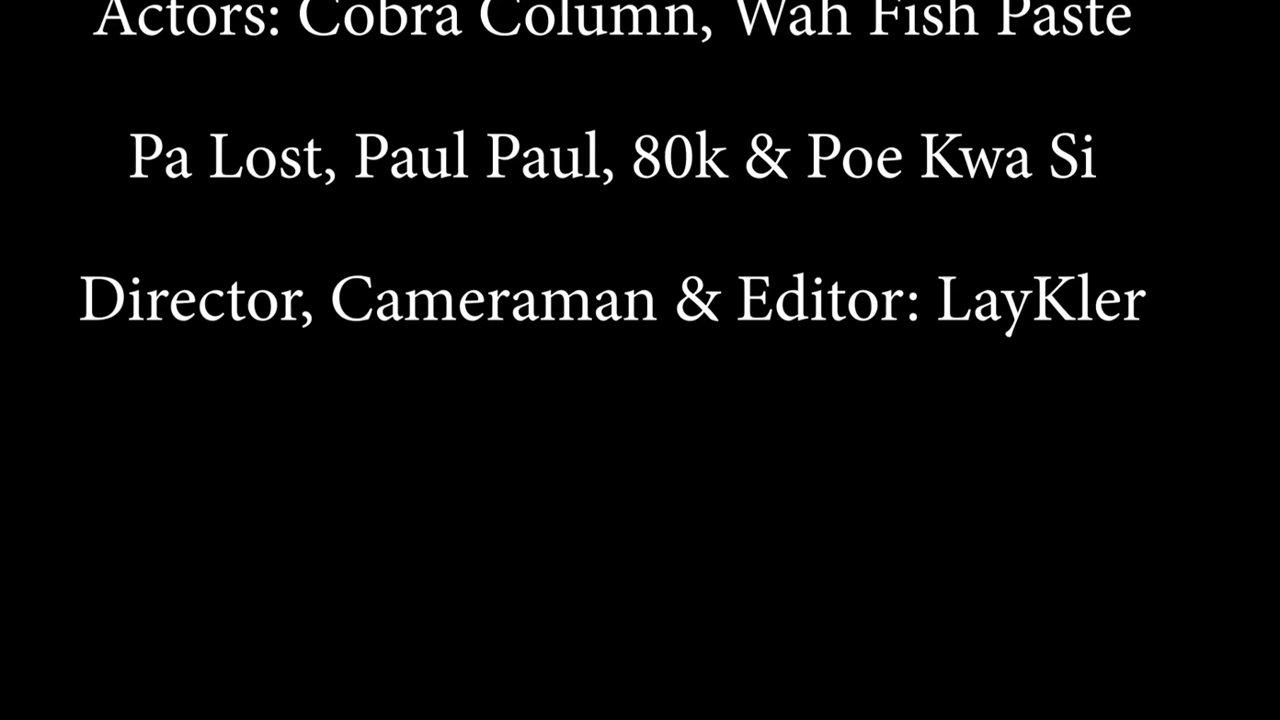 Actors: Cobra Column, Wah Fish Paste
Pa Lost, Paul Paul, 80k & Poe Kwa Si
Director, Cameraman & Editor: LayKler